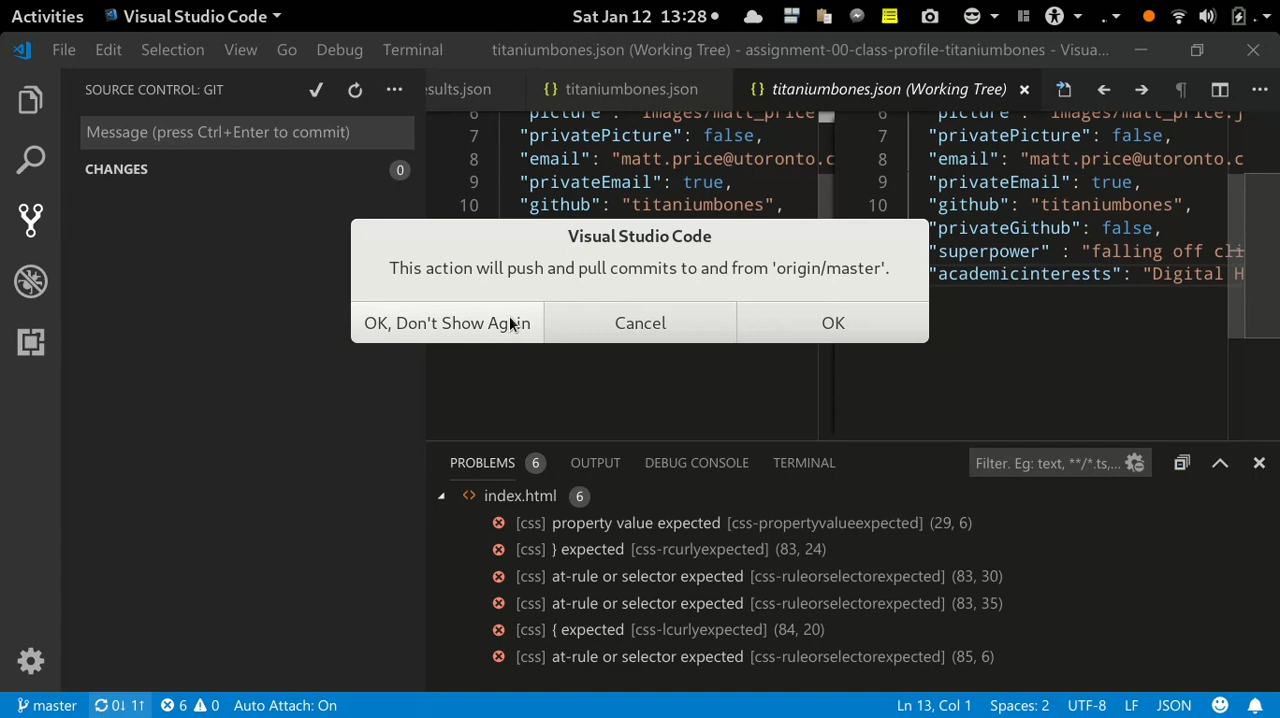 Activities Visual Studio Code Sat Jan 12 13:28
File Edit Selection View Go Debug Terminal titaniumbones.json (Working Tree) - assignment-00-class-profile-titaniumbones - Visua...
SOURCE CONTROL: GIT
esults.json titaniumbones.json titaniumbones.json (Working Tree)
Message (press Ctrl+Enter to commit)
CHANGES 0
6 "picture" "images/matt_price
7 "privatePicture": false,
8 "email": "matt.price@utoronto.c
9 "privateEmail": true,
10 "github": "titaniumbones",
6 "picture" : "images/matt_price.j
7 "privatePicture": false,
8 "email": "matt.price@utoronto.c
9 "privateEmail": true,
10 "github": "titaniumbones",
"privateGithub": false,
"superpower" : "falling off cli
"academicinterests": "Digital H
Visual Studio Code
This action will push and pull commits to and from 'origin/master'.
OK, Don't Show Again Cancel OK
PROBLEMS 6 OUTPUT DEBUG CONSOLE TERMINAL Filter. Eg: text, **/*.ts,...
index.html 6
[css] property value expected [css-propertyvalueexpected] (29, 6)
[css] } expected [css-rcurlyexpected] (83, 24)
[css] at-rule or selector expected [css-ruleorselectorexpected] (83, 30)
[css] at-rule or selector expected [css-ruleorselectorexpected] (83, 35)
[css] { expected [css-lcurlyexpected] (84, 20)
[css] at-rule or selector expected [css-ruleorselectorexpected] (85, 6)
master 0↓ 1↑ 6 0 Auto Attach: On Ln 13, Col 1 Spaces: 2 UTF-8 LF JSON